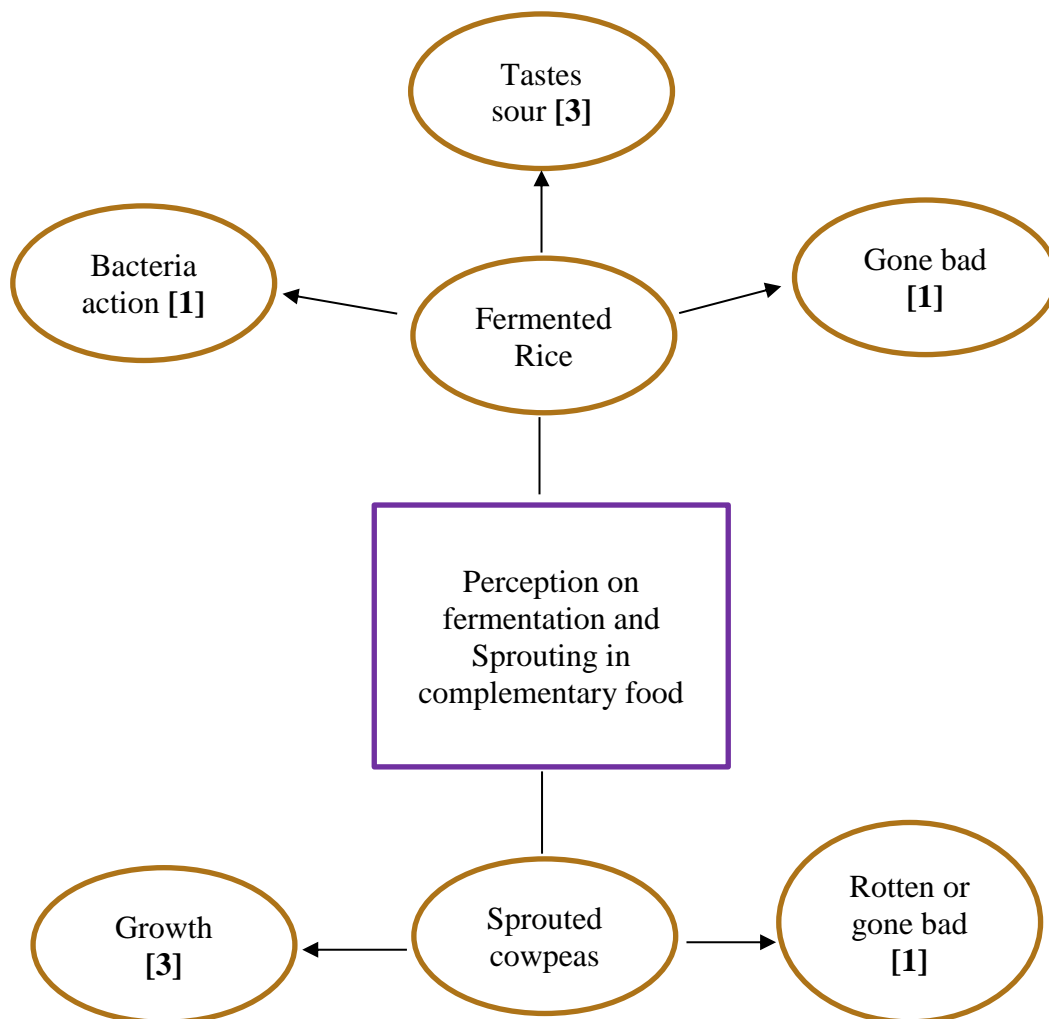 Tastes
sour [3]
Bacteria
action [1]
Gone bad
[1]
Fermented
Rice
Perception on
fermentation and
Sprouting in
complementary food
Growth
[3]
Sprouted
cowpeas
Rotten or
gone bad
[1]